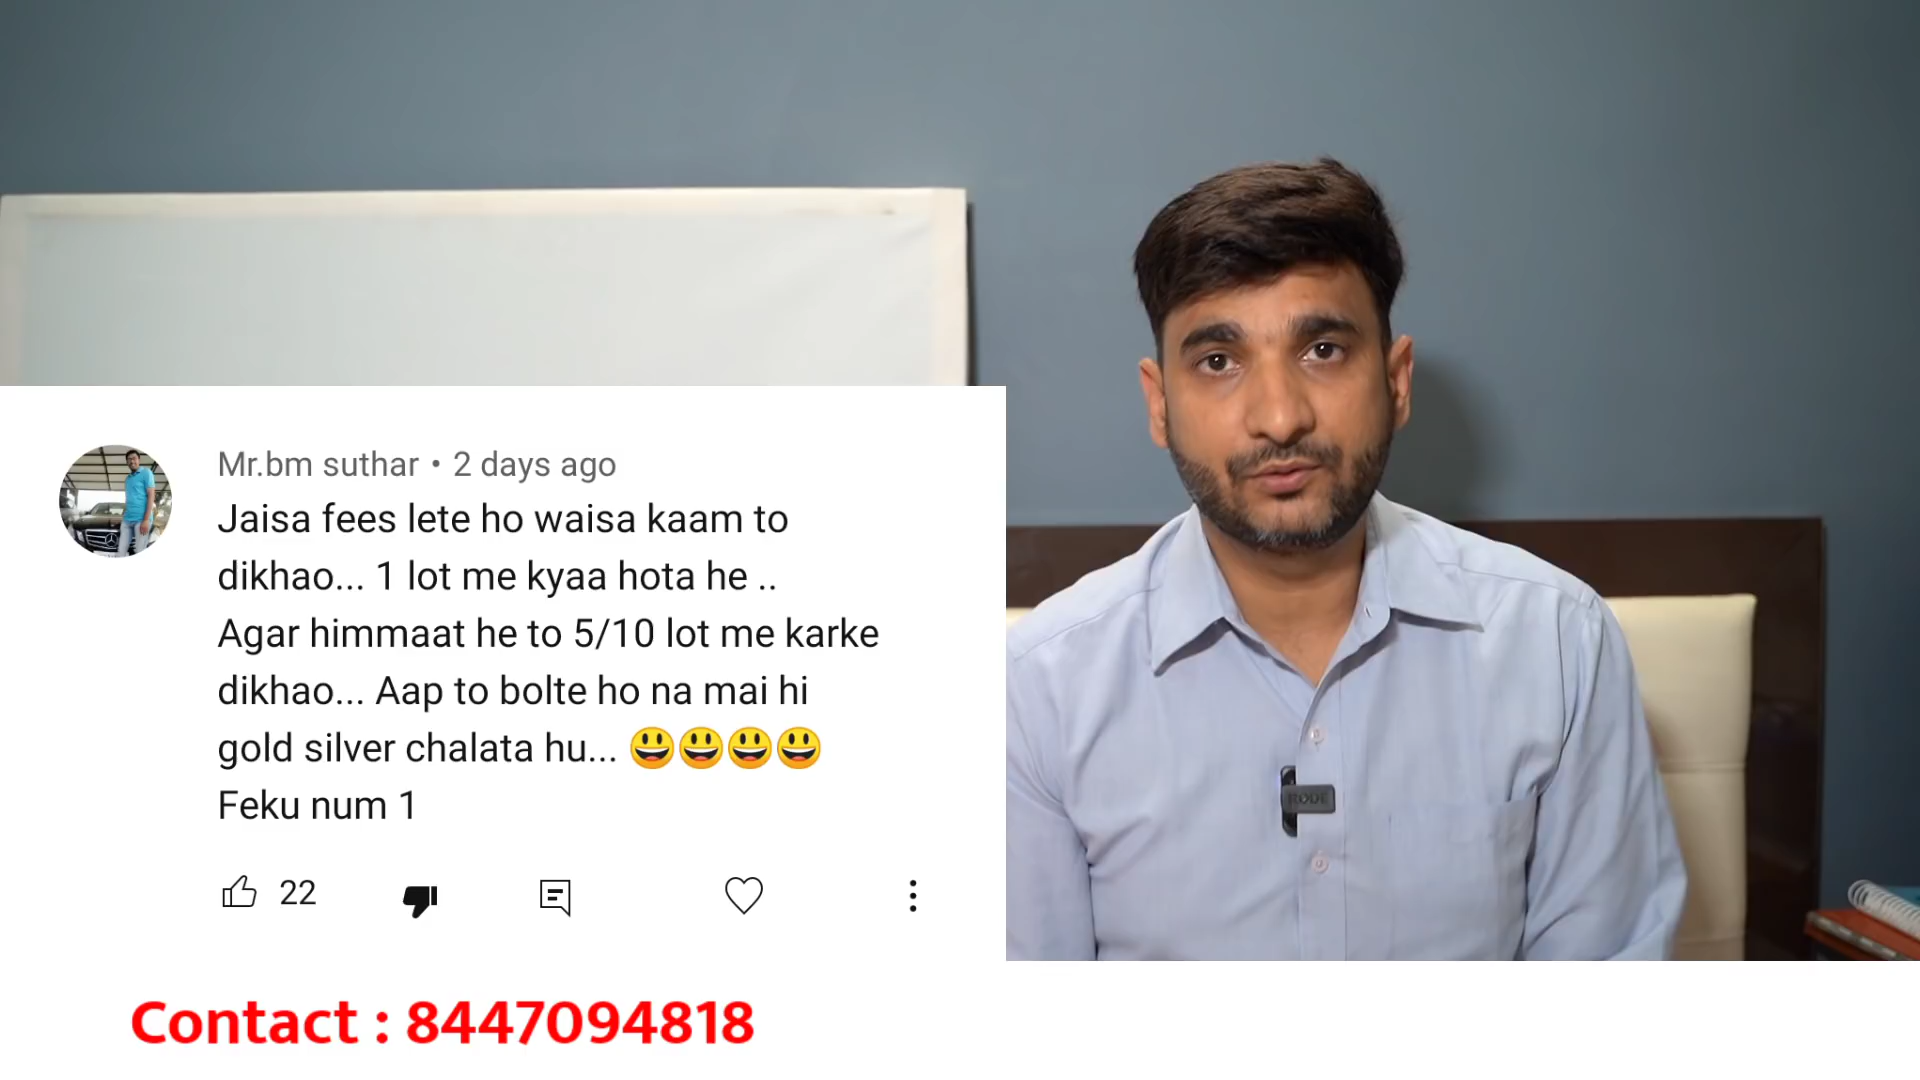 Mr.bm suthar • 2 days ago
Jaisa fees lete ho waisa kaam to
dikhao... 1 lot me kyaa hota he ..
Agar himmaat he to 5/10 lot me karke
dikhao... Aap to bolte ho na mai hi
gold silver chalata hu... 😃😃😃😃
Feku num 1
22
RODE
Contact : 8447094818